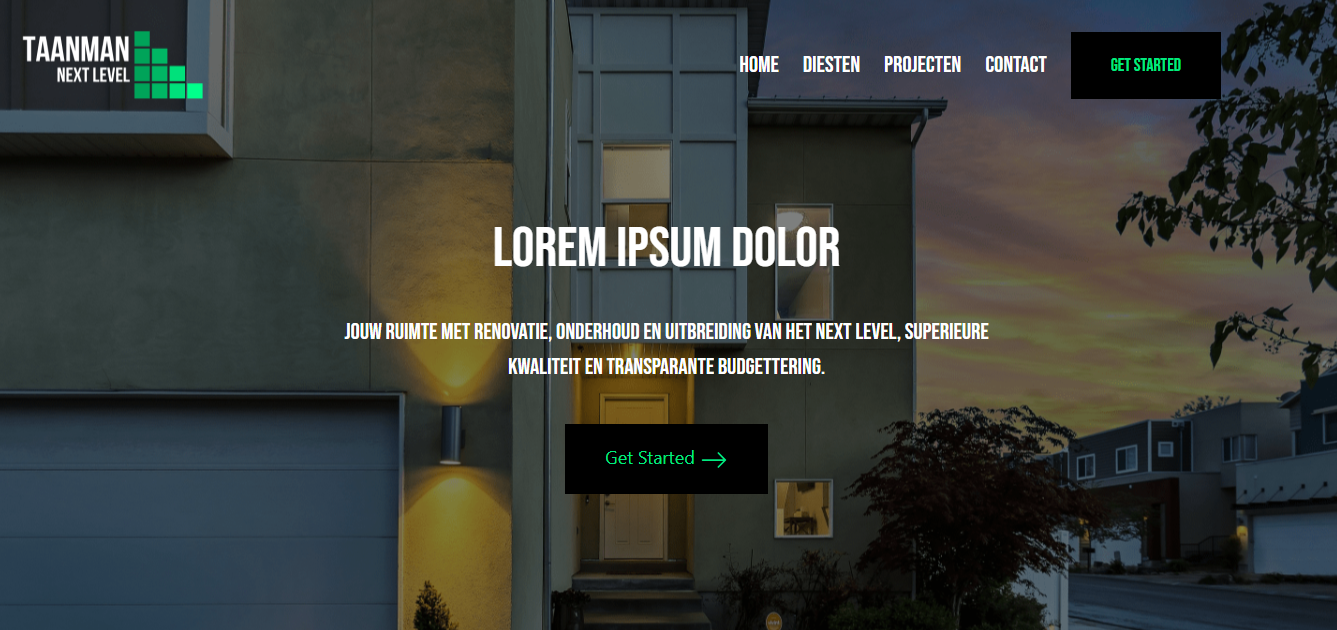 TAANMAN
NEXT LEVEL
HOME DIESTEN PROJECTEN CONTACT GET STARTED
LOREM IPSUM DOLOR
JOUW RUIMTE MET RENOVATIE, ONDERHOUD EN UITBREIDING VAN HET NEXT LEVEL, SUPERIEURE
KWALITEIT EN TRANSPARANTE BUDGETTERING.
Get Started